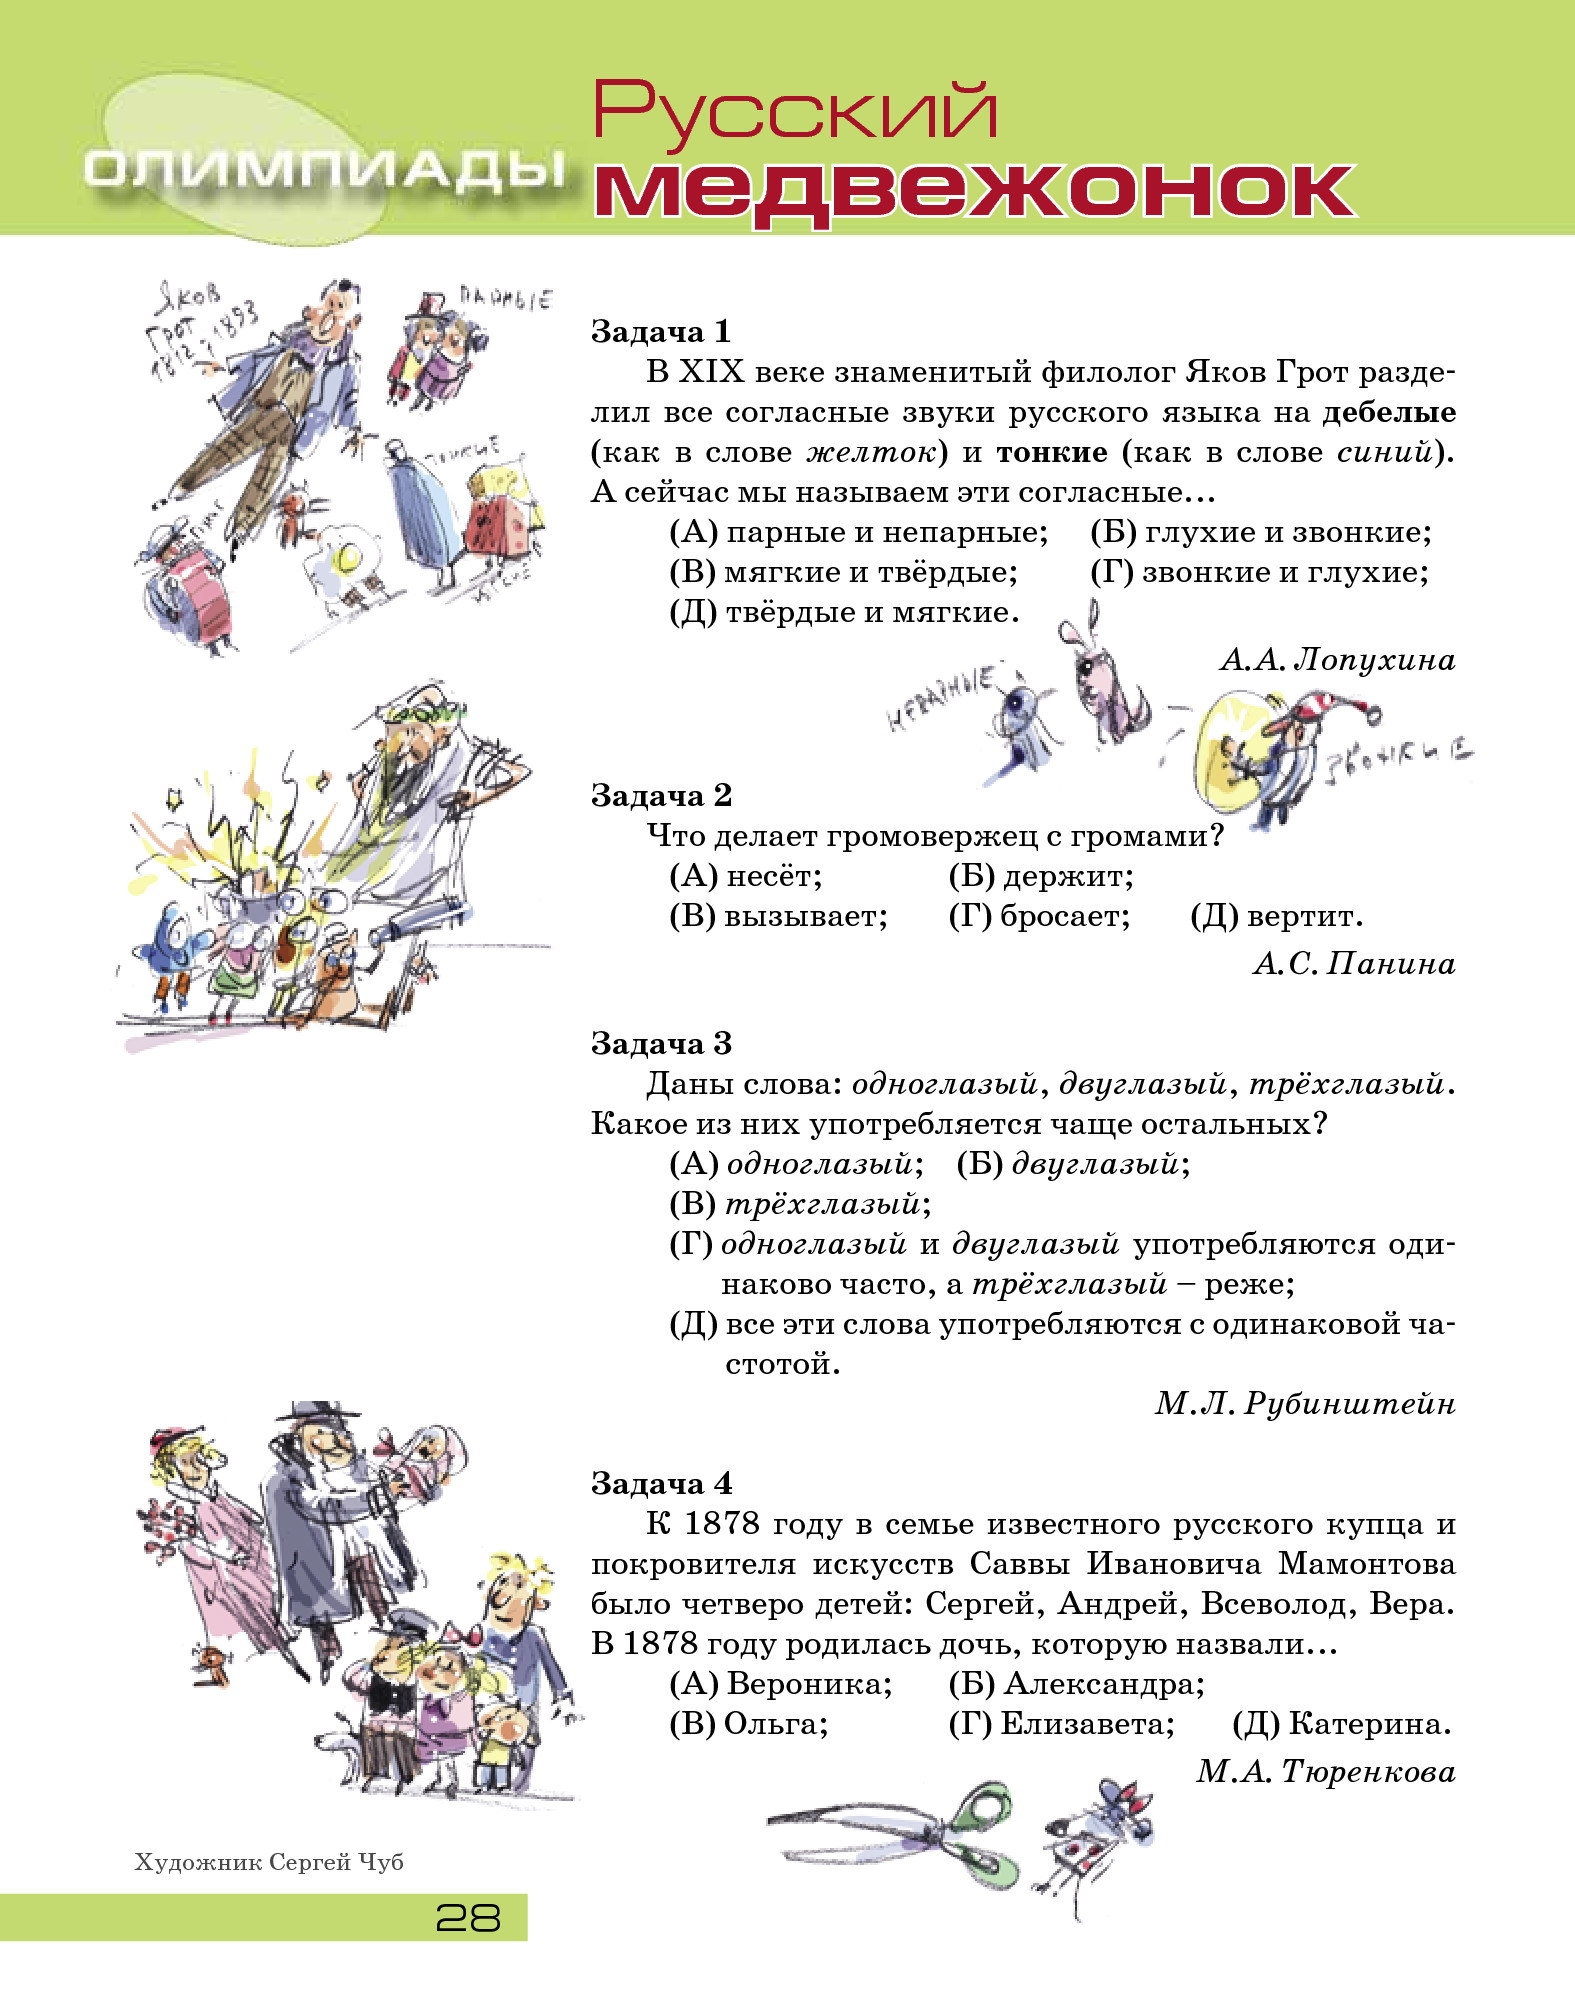 ОЛИМПИАДЫ
Русский
медвежонок
Яков
Грот
1812-1893
ПАРНЫЕ
ТОНКИЕ
Задача 1
В XIX веке знаменитый филолог Яков Грот разде-
лил все согласные звуки русского языка на дебелые
(как в слове желток) и тонкие (как в слове синий).
А сейчас мы называем эти согласные...
(А) парные и непарные; (Б) глухие и звонкие;
(В) мягкие и твёрдые; (Г) звонкие и глухие;
(Д) твёрдые и мягкие.
А.А. Лопухина
НЕПАРНЫЕ
ЗВОНКИЕ
Задача 2
Что делает громовержец с громами?
(А) несёт; (Б) держит;
(В) вызывает; (Г) бросает; (Д) вертит.
А.С. Панина
Задача 3
Даны слова: одноглазый, двуглазый, трёхглазый.
Какое из них употребляется чаще остальных?
(А) одноглазый; (Б) двуглазый;
(В) трёхглазый;
(Г) одноглазый и двуглазый употребляются оди-
наково часто, а трёхглазый – реже;
(Д) все эти слова употребляются с одинаковой ча-
стотой.
М.Л. Рубинштейн
Задача 4
К 1878 году в семье известного русского купца и
покровителя искусств Саввы Ивановича Мамонтова
было четверо детей: Сергей, Андрей, Всеволод, Вера.
В 1878 году родилась дочь, которую назвали...
(А) Вероника; (Б) Александра;
(В) Ольга; (Г) Елизавета; (Д) Катерина.
М.А. Тюренкова
Художник Сергей Чуб
28